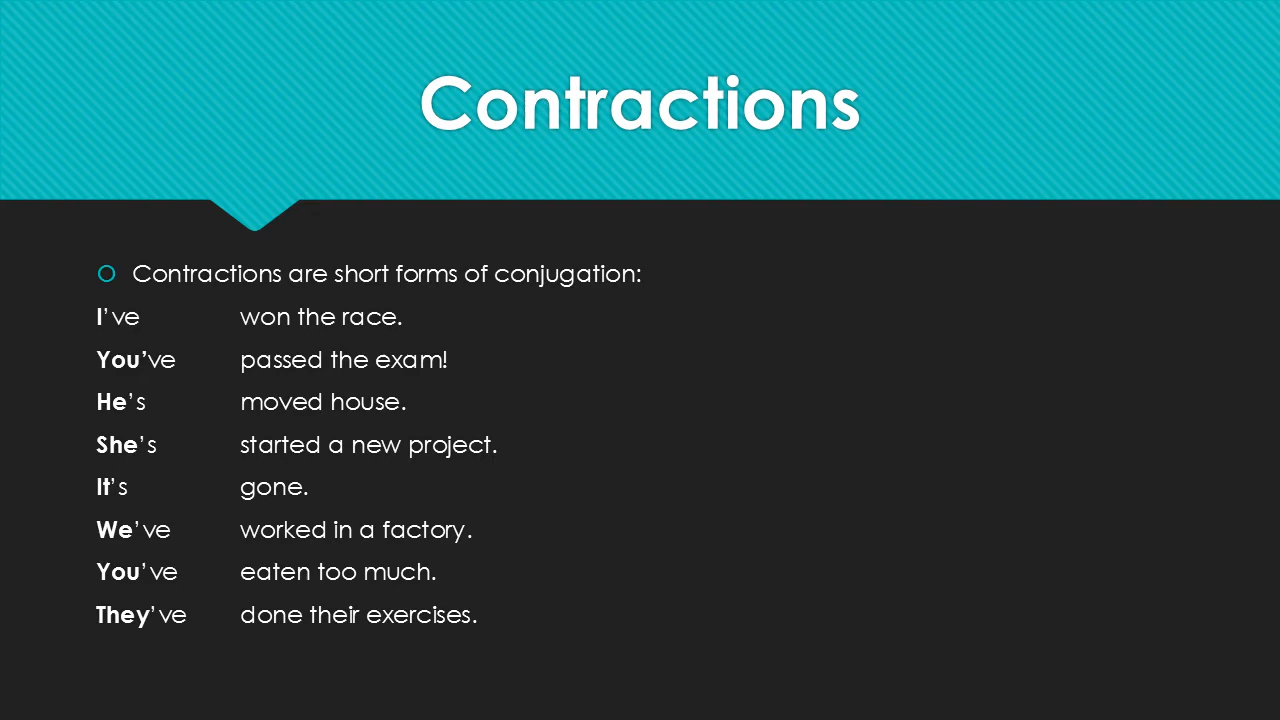 Contractions
Contractions are short forms of conjugation:
I’ve won the race.
You’ve passed the exam!
He’s moved house.
She’s started a new project.
It’s gone.
We’ve worked in a factory.
You’ve eaten too much.
They’ve done their exercises.